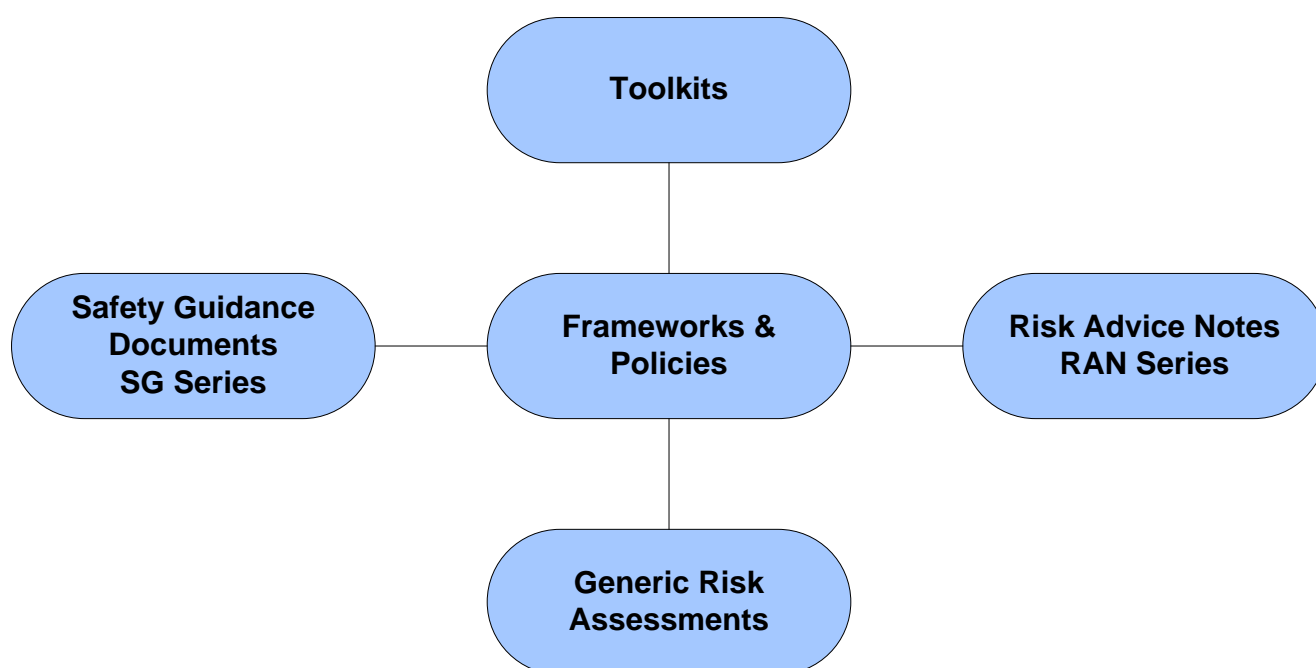 Toolkits
Safety Guidance
Documents
SG Series
Frameworks &
Policies
Risk Advice Notes
RAN Series
Generic Risk
Assessments